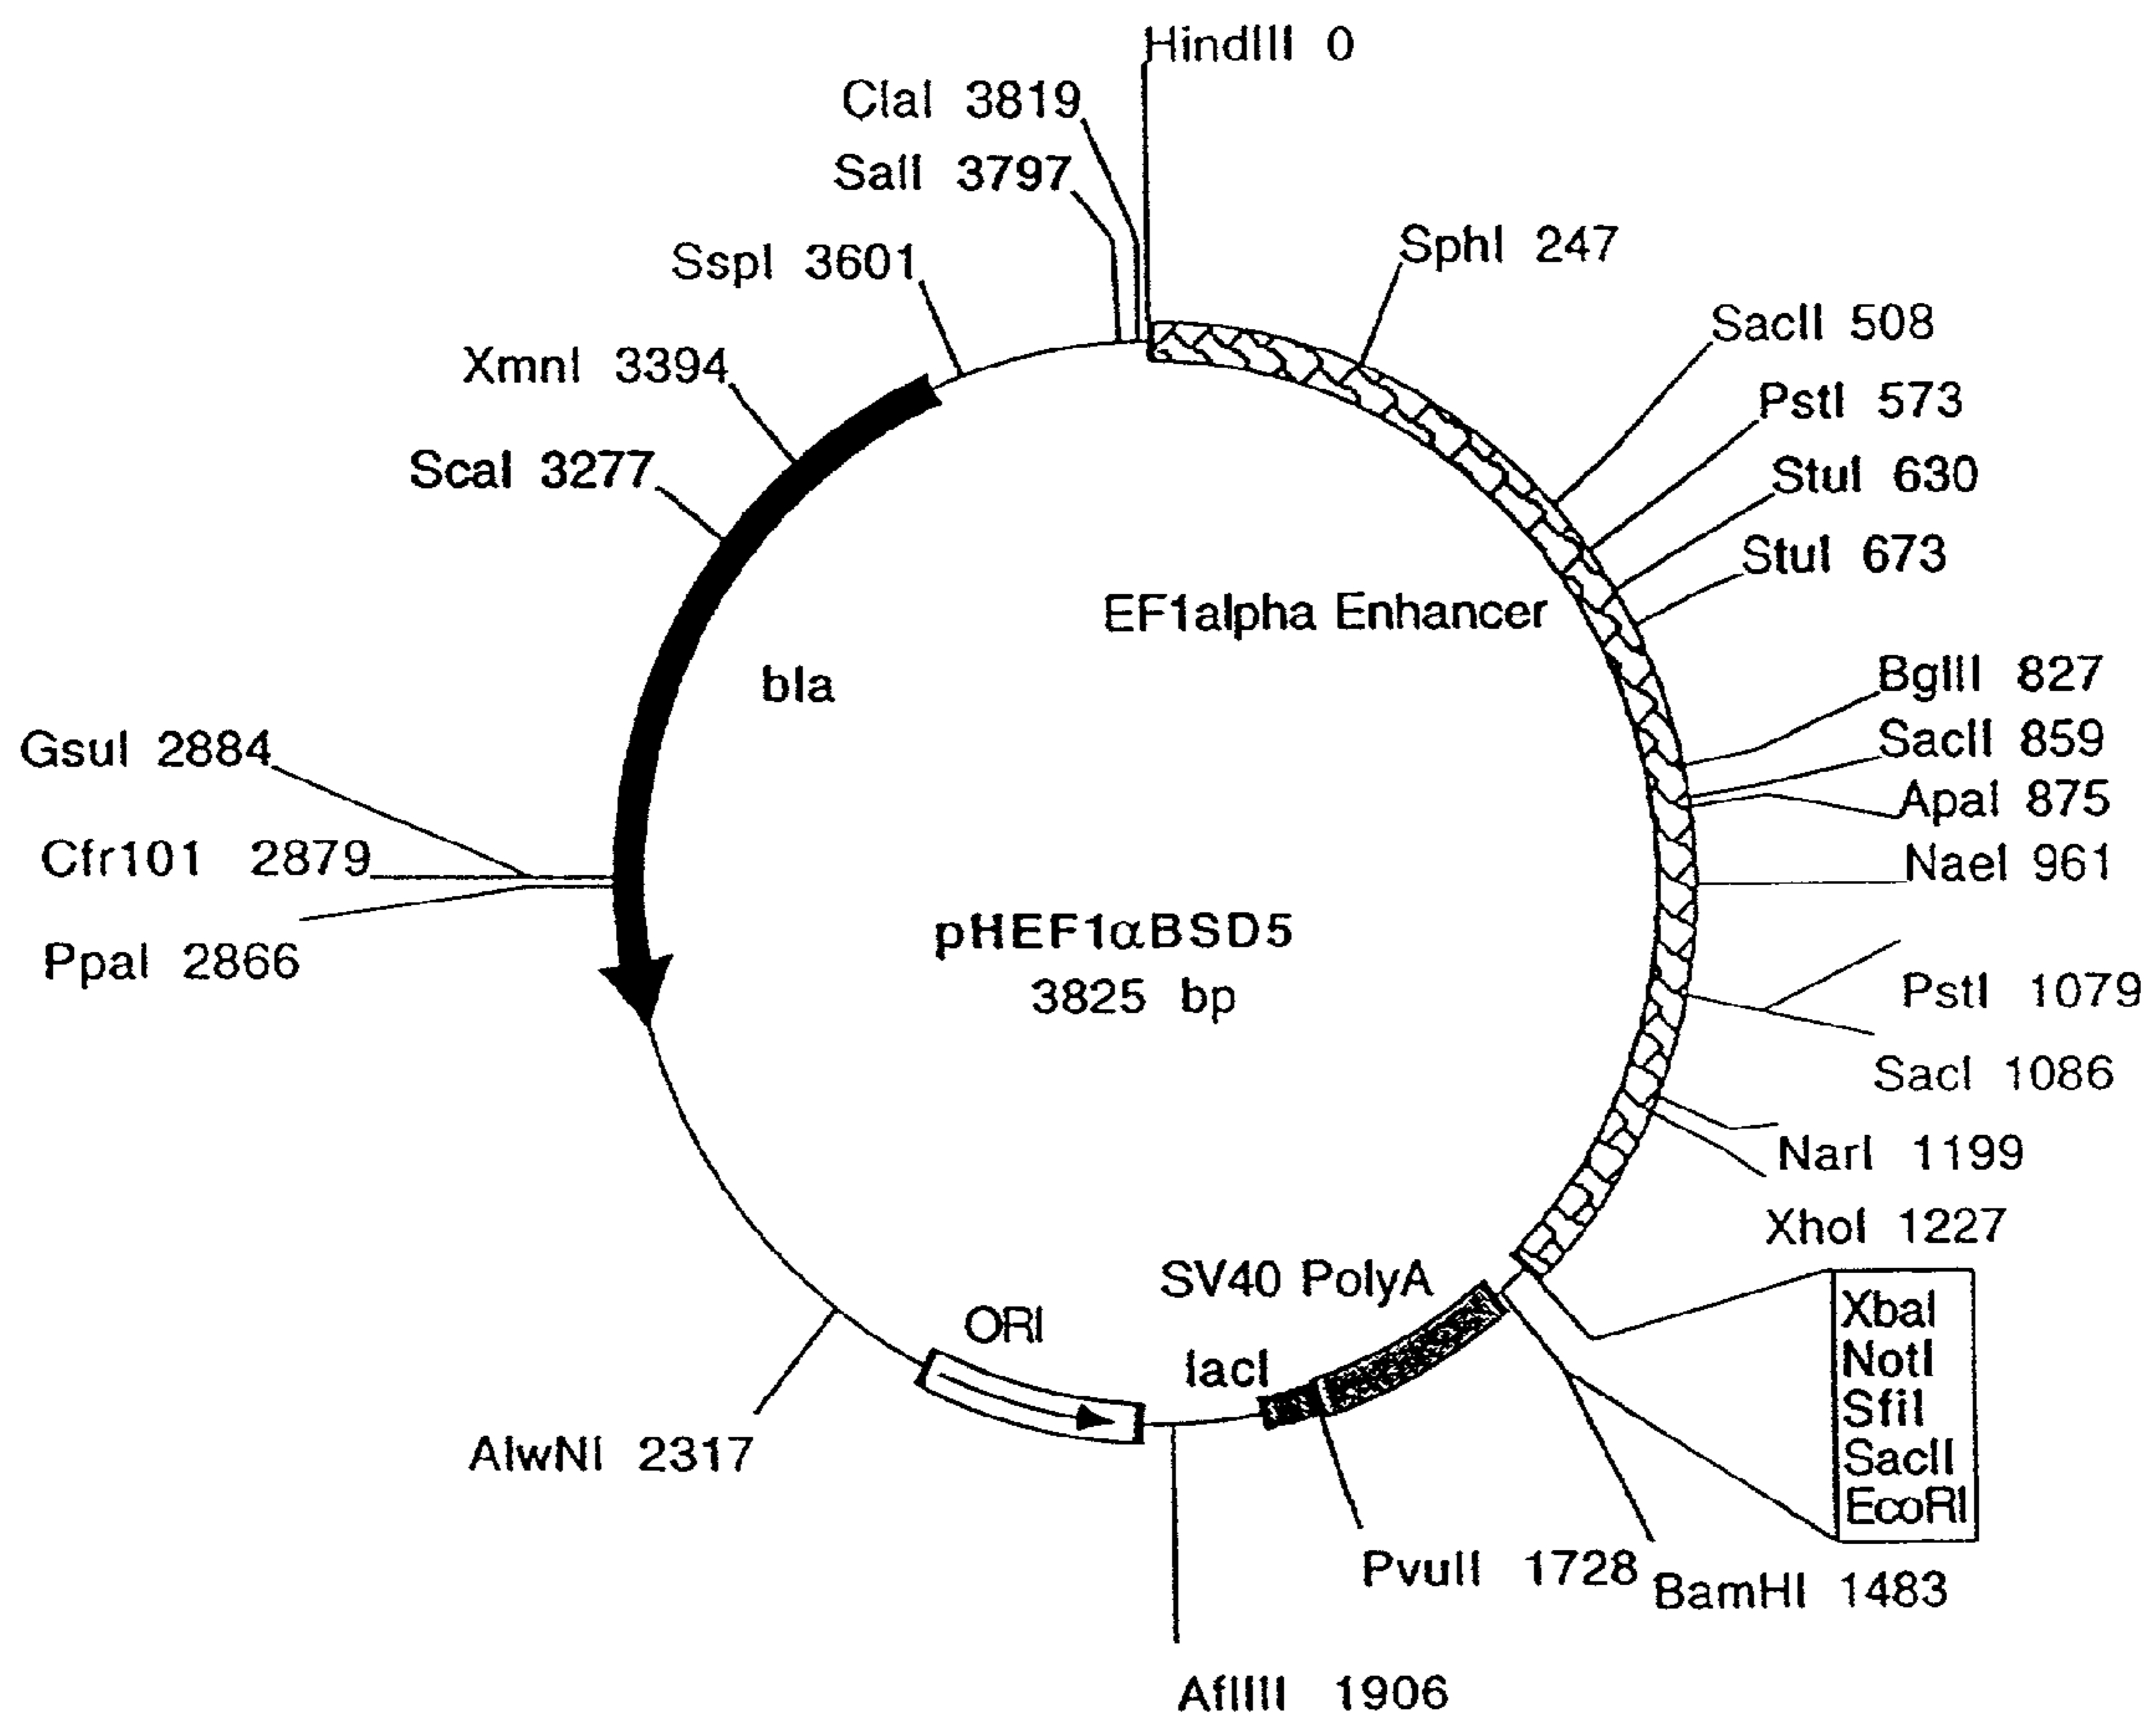 HindIII 0
ClaI 3819
SalI 3797
SspI 3601
XmnI 3394
ScaI 3277
SphI 247
SacII 508
PstI 573
StuI 630
StuI 673
EF1alpha Enhancer
bla
BglII 827
SacII 859
ApaI 875
NaeI 961
GsuI 2884
Cfr101 2879
PpaI 2866
pHEF1αBSD5
3825 bp
PstI 1079
SacI 1086
NarI 1199
XhoI 1227
SV40 PolyA
ORI
lacI
XbaI
NotI
SfiI
SacII
EcoRI
AlwNI 2317
PvuII 1728
BamHI 1483
AflIII 1906